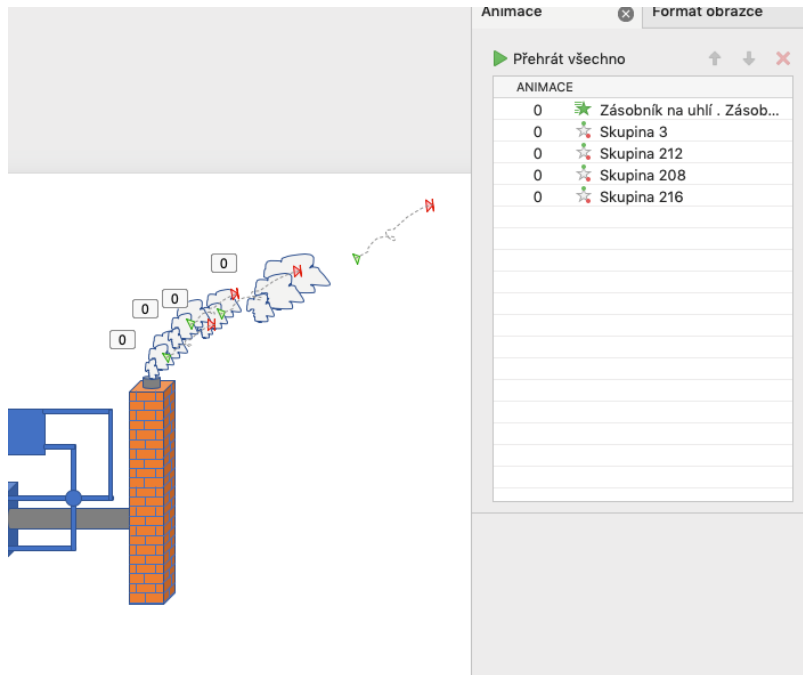 Animace
Formát obrazce
Přehrát všechno
ANIMACE
0 Zásobník na uhlí . Zásob...
0 Skupina 3
0 Skupina 212
0 Skupina 208
0 Skupina 216
0
0
0
0